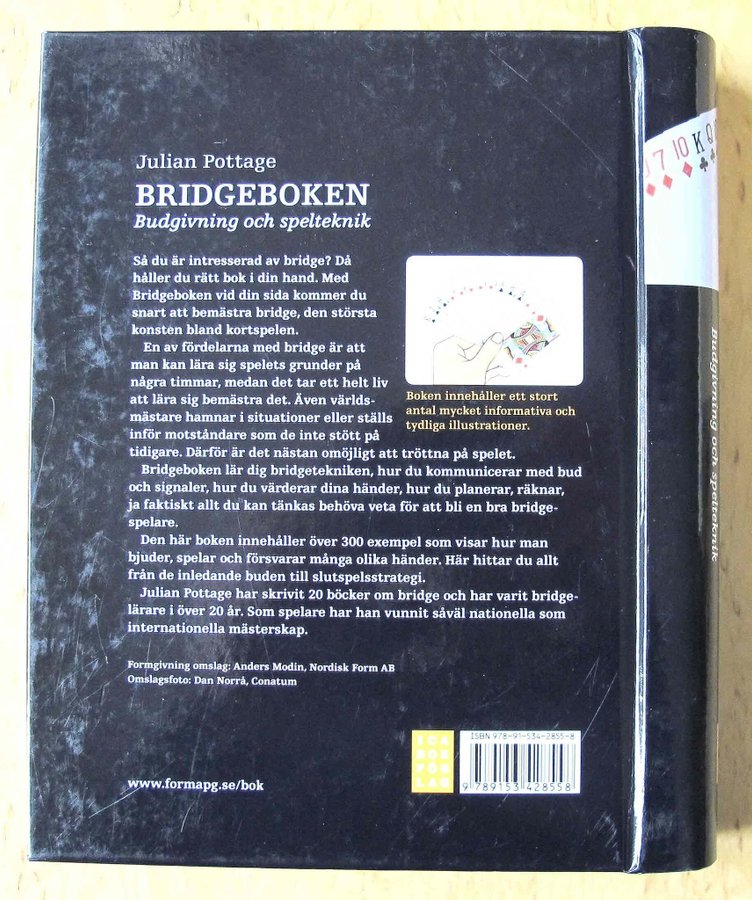 Julian Pottage
BRIDGEBOKEN
Budgivning och spelteknik
Så du är intresserad av bridge? Då
håller du rätt bok i din hand. Med
Bridgeboken vid din sida kommer du
snart att bemästra bridge, den största
konsten bland kortspelen.
En av fördelarna med bridge är att
man kan lära sig spelets grunder på
några timmar, medan det tar ett helt liv
att lära sig bemästra det. Även världs-
mästare hamnar i situationer eller ställs
inför motståndare som de inte stött på
tidigare. Därför är det nästan omöjligt att tröttna på spelet.
Bridgeboken lär dig bridgetekniken, hur du kommunicerar med bud
och signaler, hur du värderar dina händer, hur du planerar, räknar,
ja faktiskt allt du kan tänkas behöva veta för att bli en bra bridge-
spelare.
Den här boken innehåller över 300 exempel som visar hur man
bjuder, spelar och försvarar många olika händer. Här hittar du allt
från de inledande buden till slutspelsstrategi.
Julian Pottage har skrivit 20 böcker om bridge och har varit bridge-
lärare i över 20 år. Som spelare har han vunnit såväl nationella som
internationella mästerskap.
Boken innehåller ett stort
antal mycket informativa och
tydliga illustrationer.
Formgivning omslag: Anders Modin, Nordisk Form AB
Omslagsfoto: Dan Norrå, Conatum
www.formapg.se/bok
ICA
BOK
FÖR
LAG
ISBN 978-91-534-2855-8
9 789153 428558
7 10 K Q
Budgivning och spelteknik